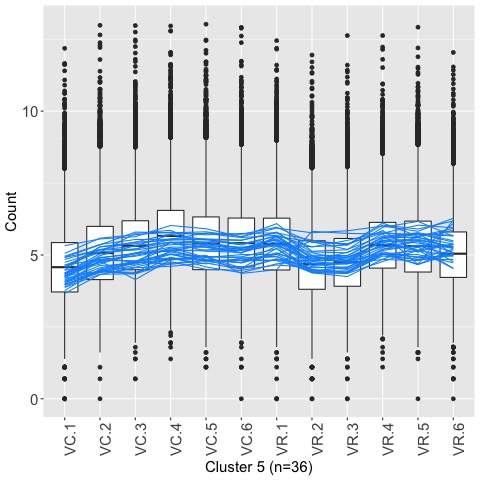 Count
10
5
0
VC.1
VC.2
VC.3
VC.4
VC.5
VC.6
VR.1
VR.2
VR.3
VR.4
VR.5
VR.6
Cluster 5 (n=36)